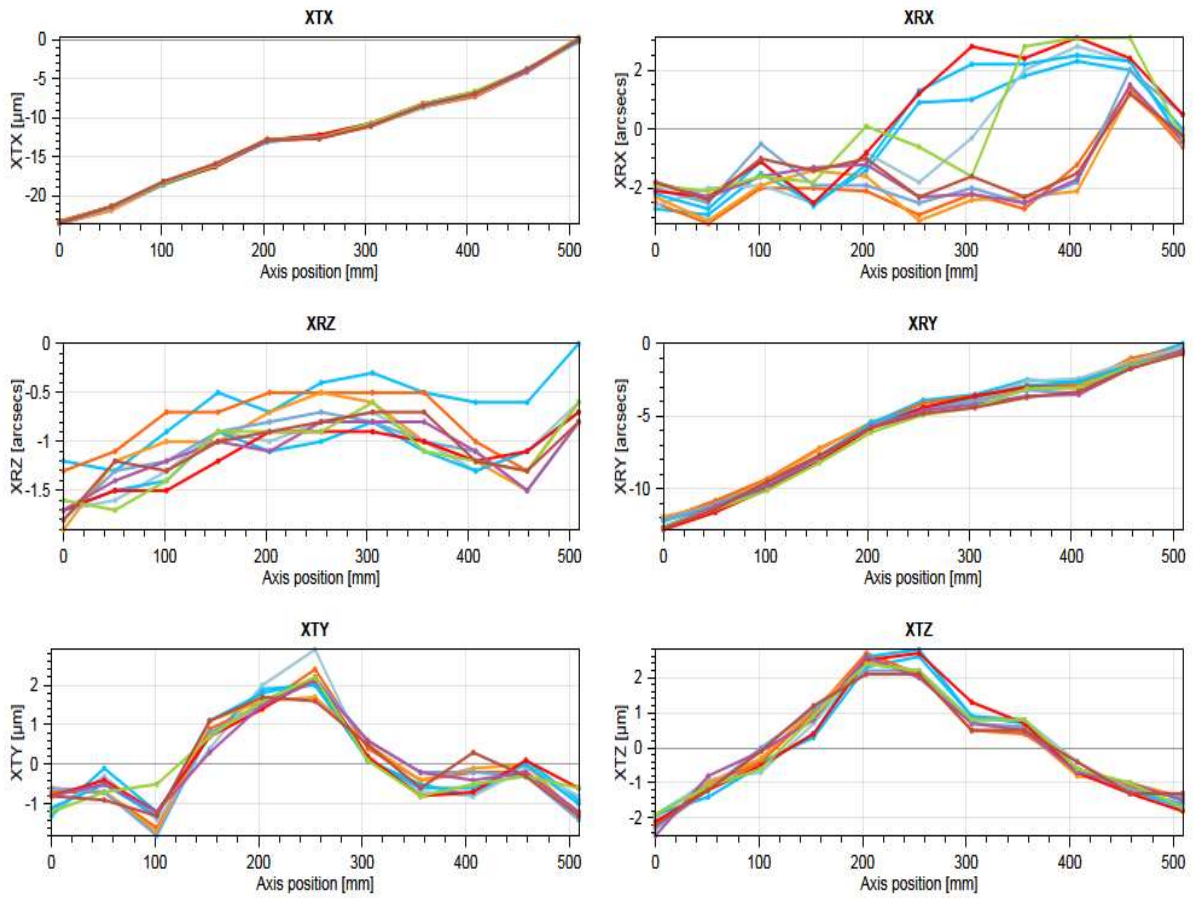 XTX
XTX [µm]
0
-5
-10
-15
-20
0 100 200 300 400 500
Axis position [mm]
XRX
XRX [arcsecs]
2
0
-2
0 100 200 300 400 500
Axis position [mm]
XRZ
XRZ [arcsecs]
0
-0.5
-1
-1.5
0 100 200 300 400 500
Axis position [mm]
XRY
XRY [arcsecs]
0
-5
-10
0 100 200 300 400 500
Axis position [mm]
XTY
XTY [µm]
2
1
0
-1
0 100 200 300 400 500
Axis position [mm]
XTZ
XTZ [µm]
2
1
0
-1
-2
0 100 200 300 400 500
Axis position [mm]